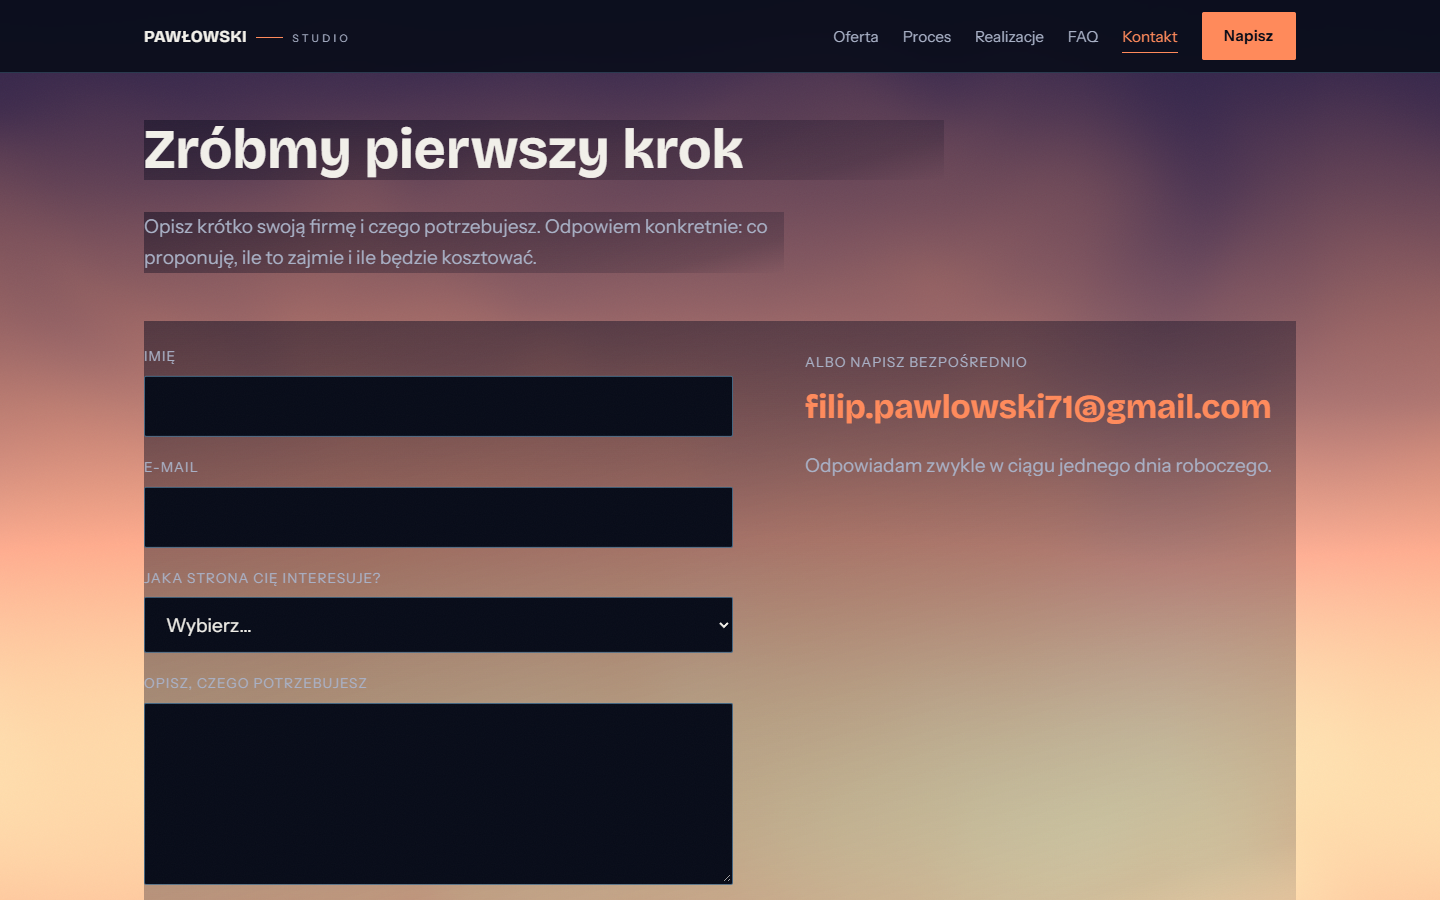 PAWŁOWSKI STUDIO
Oferta Proces Realizacje FAQ Kontakt Napisz
Zróbmy pierwszy krok
Opisz krótko swoją firmę i czego potrzebujesz. Odpowiem konkretnie: co
proponuję, ile to zajmie i ile będzie kosztować.
IMIĘ
E-MAIL
JAKA STRONA CIĘ INTERESUJE?
Wybierz...
OPISZ, CZEGO POTRZEBUJESZ
ALBO NAPISZ BEZPOŚREDNIO
filip.pawlowski71@gmail.com
Odpowiadam zwykle w ciągu jednego dnia roboczego.